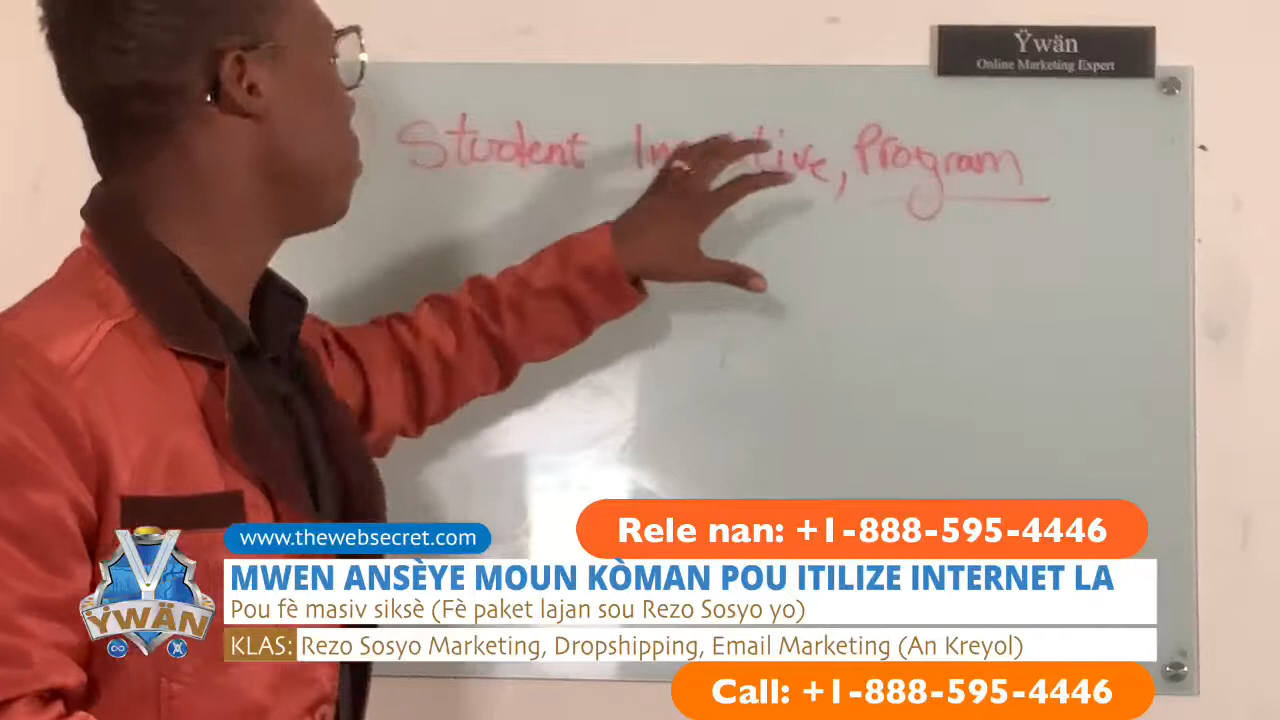 Ÿwän
Online Marketing Expert
Student Program
Rele nan: +1-888-595-4446
www.thewebsecret.com
MWEN ANSÈYE MOUN KÒMAN POU ITILIZE INTERNET LA
Pou fè masiv siksè (Fè paket lajan sou Rezo Sosyo yo)
KLAS: Rezo Sosyo Marketing, Dropshipping, Email Marketing (An Kreyol)
Call: +1-888-595-4446
ŸWÄN